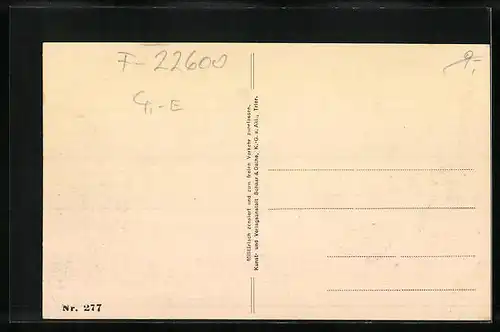 F-22600
9,-
Militärisch zensiert und zum freien Verkehr zugelassen.
Kunst- und Verlagsanstalt Schaar & Dathe, K.-G. a. Akt., Trier.
Nr. 277